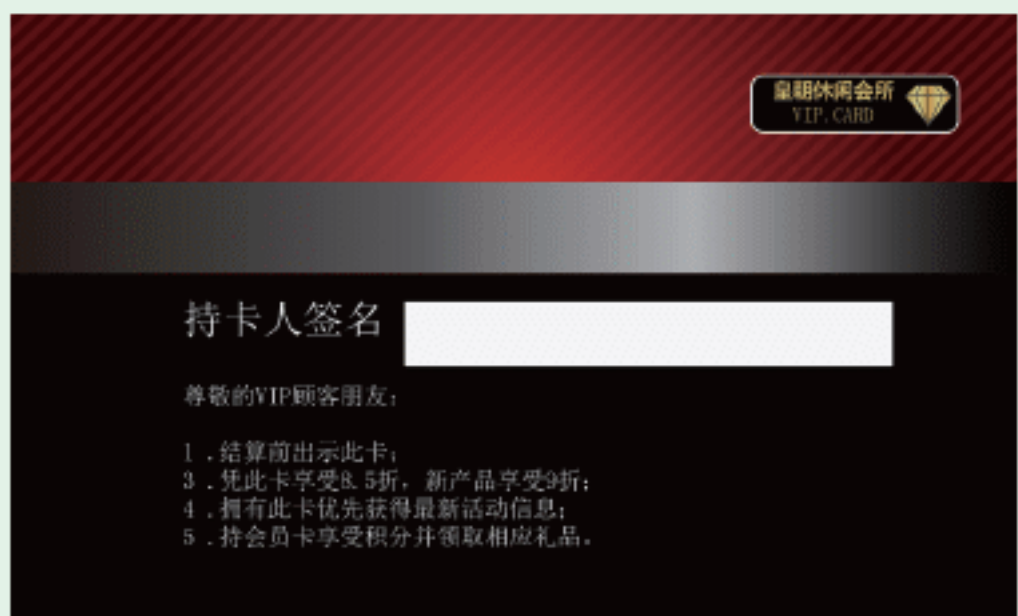 皇朝休闲会所
VIP.CARD
持卡人签名
尊敬的VIP顾客朋友:
1 .结算前出示此卡;
3 .凭此卡享受8.5折，新产品享受9折;
4 .拥有此卡优先获得最新活动信息;
5 .持会员卡享受积分并领取相应礼品。